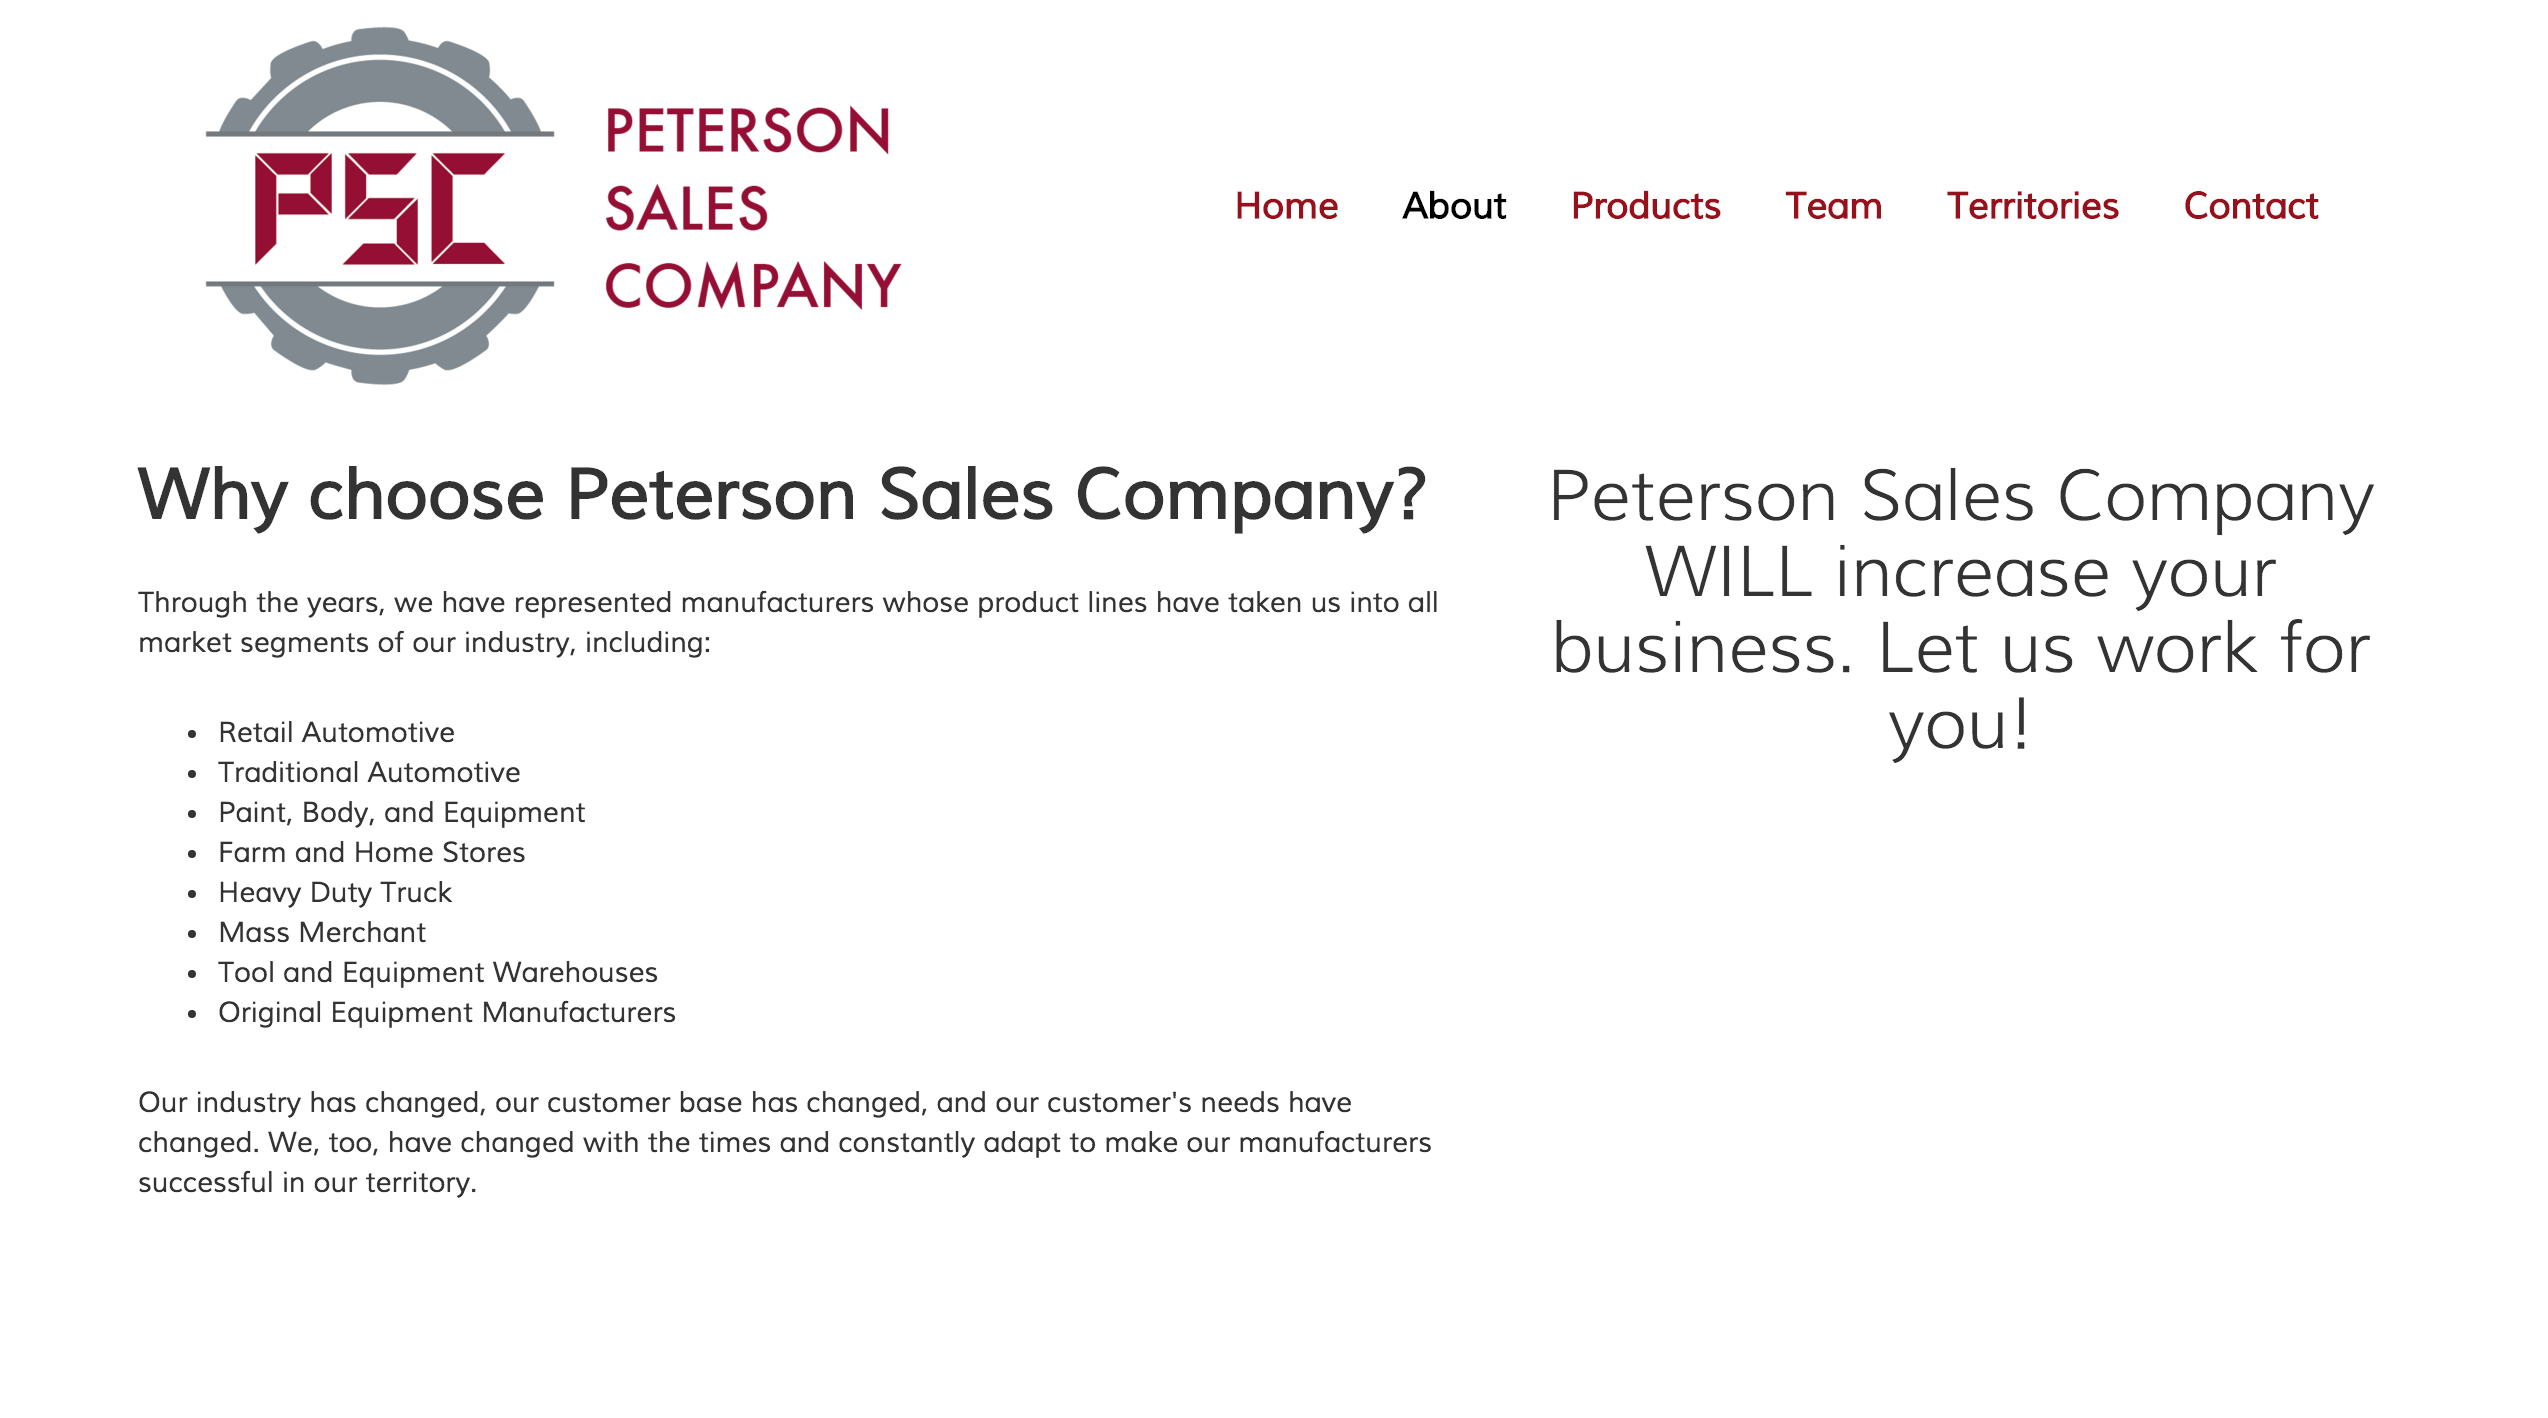 PSC
PETERSON
SALES
COMPANY
Home About Products Team Territories Contact
Why choose Peterson Sales Company?
Through the years, we have represented manufacturers whose product lines have taken us into all
market segments of our industry, including:
• Retail Automotive
• Traditional Automotive
• Paint, Body, and Equipment
• Farm and Home Stores
• Heavy Duty Truck
• Mass Merchant
• Tool and Equipment Warehouses
• Original Equipment Manufacturers
Our industry has changed, our customer base has changed, and our customer's needs have
changed. We, too, have changed with the times and constantly adapt to make our manufacturers
successful in our territory.
Peterson Sales Company
WILL increase your
business. Let us work for
you!